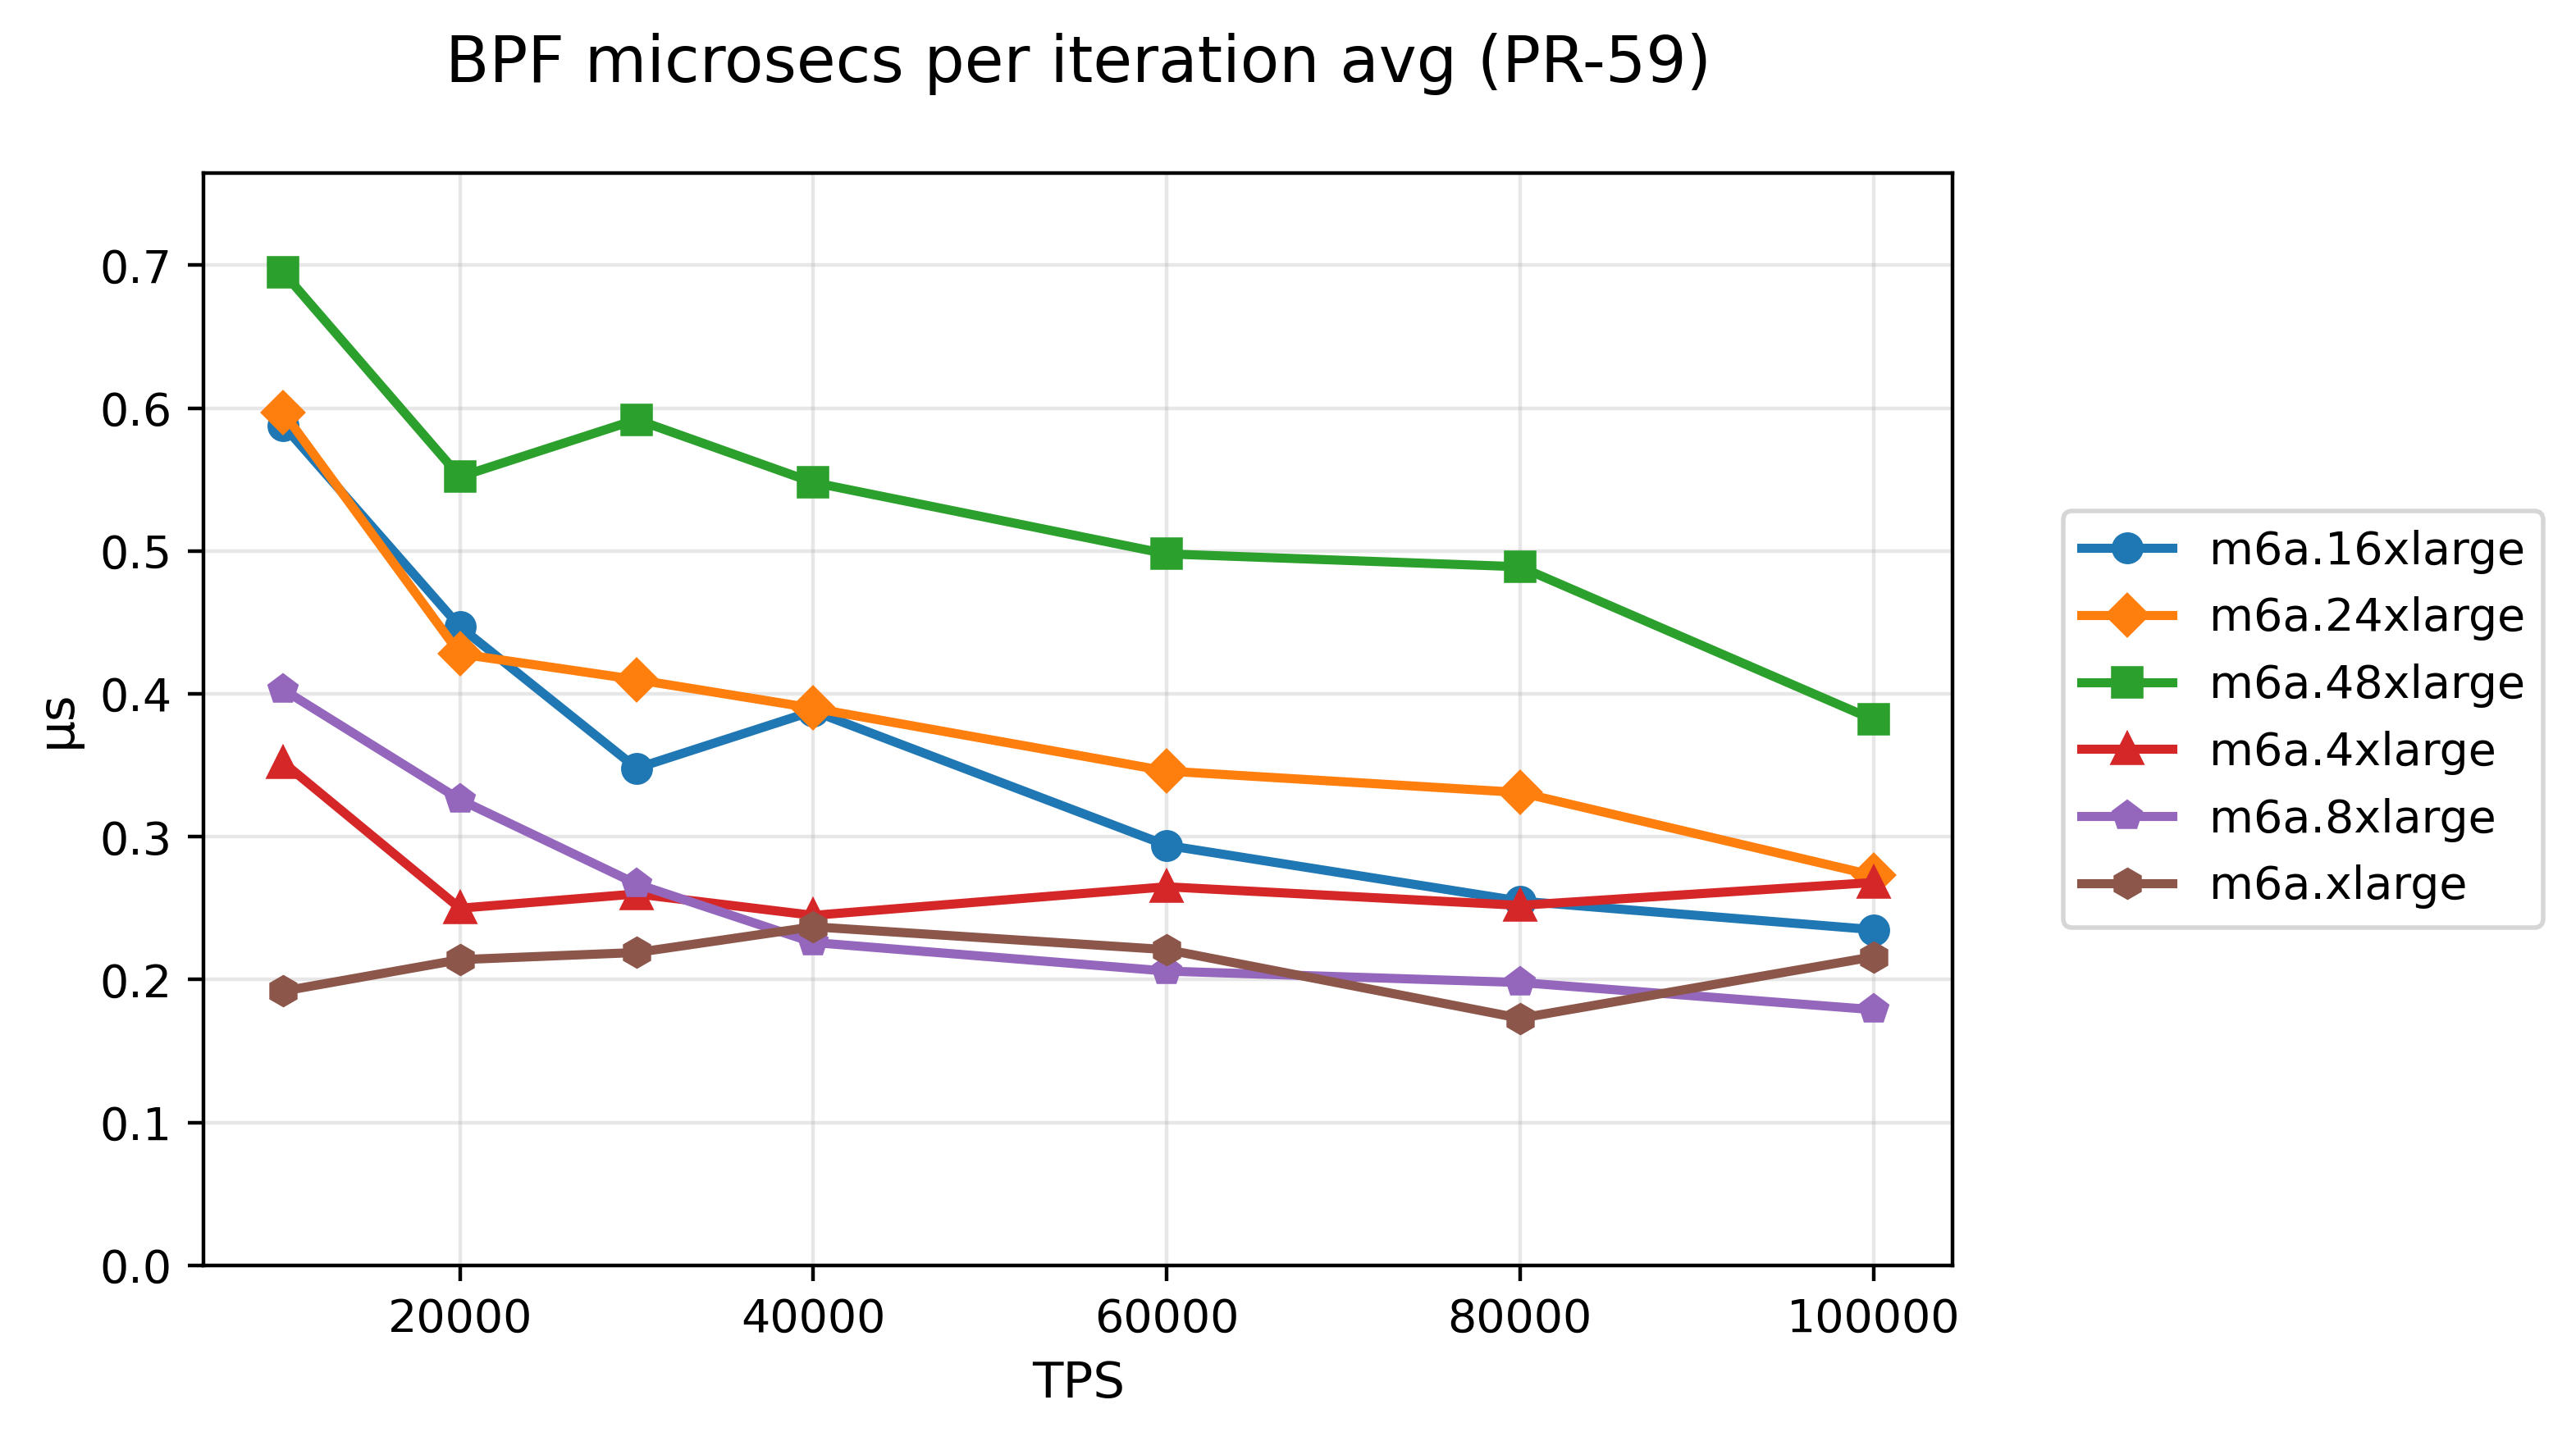 BPF microsecs per iteration avg (PR-59)
0.7
0.6
0.5
0.4
0.3
0.2
0.1
0.0
µs
20000 40000 60000 80000 100000
TPS
m6a.16xlarge
m6a.24xlarge
m6a.48xlarge
m6a.4xlarge
m6a.8xlarge
m6a.xlarge